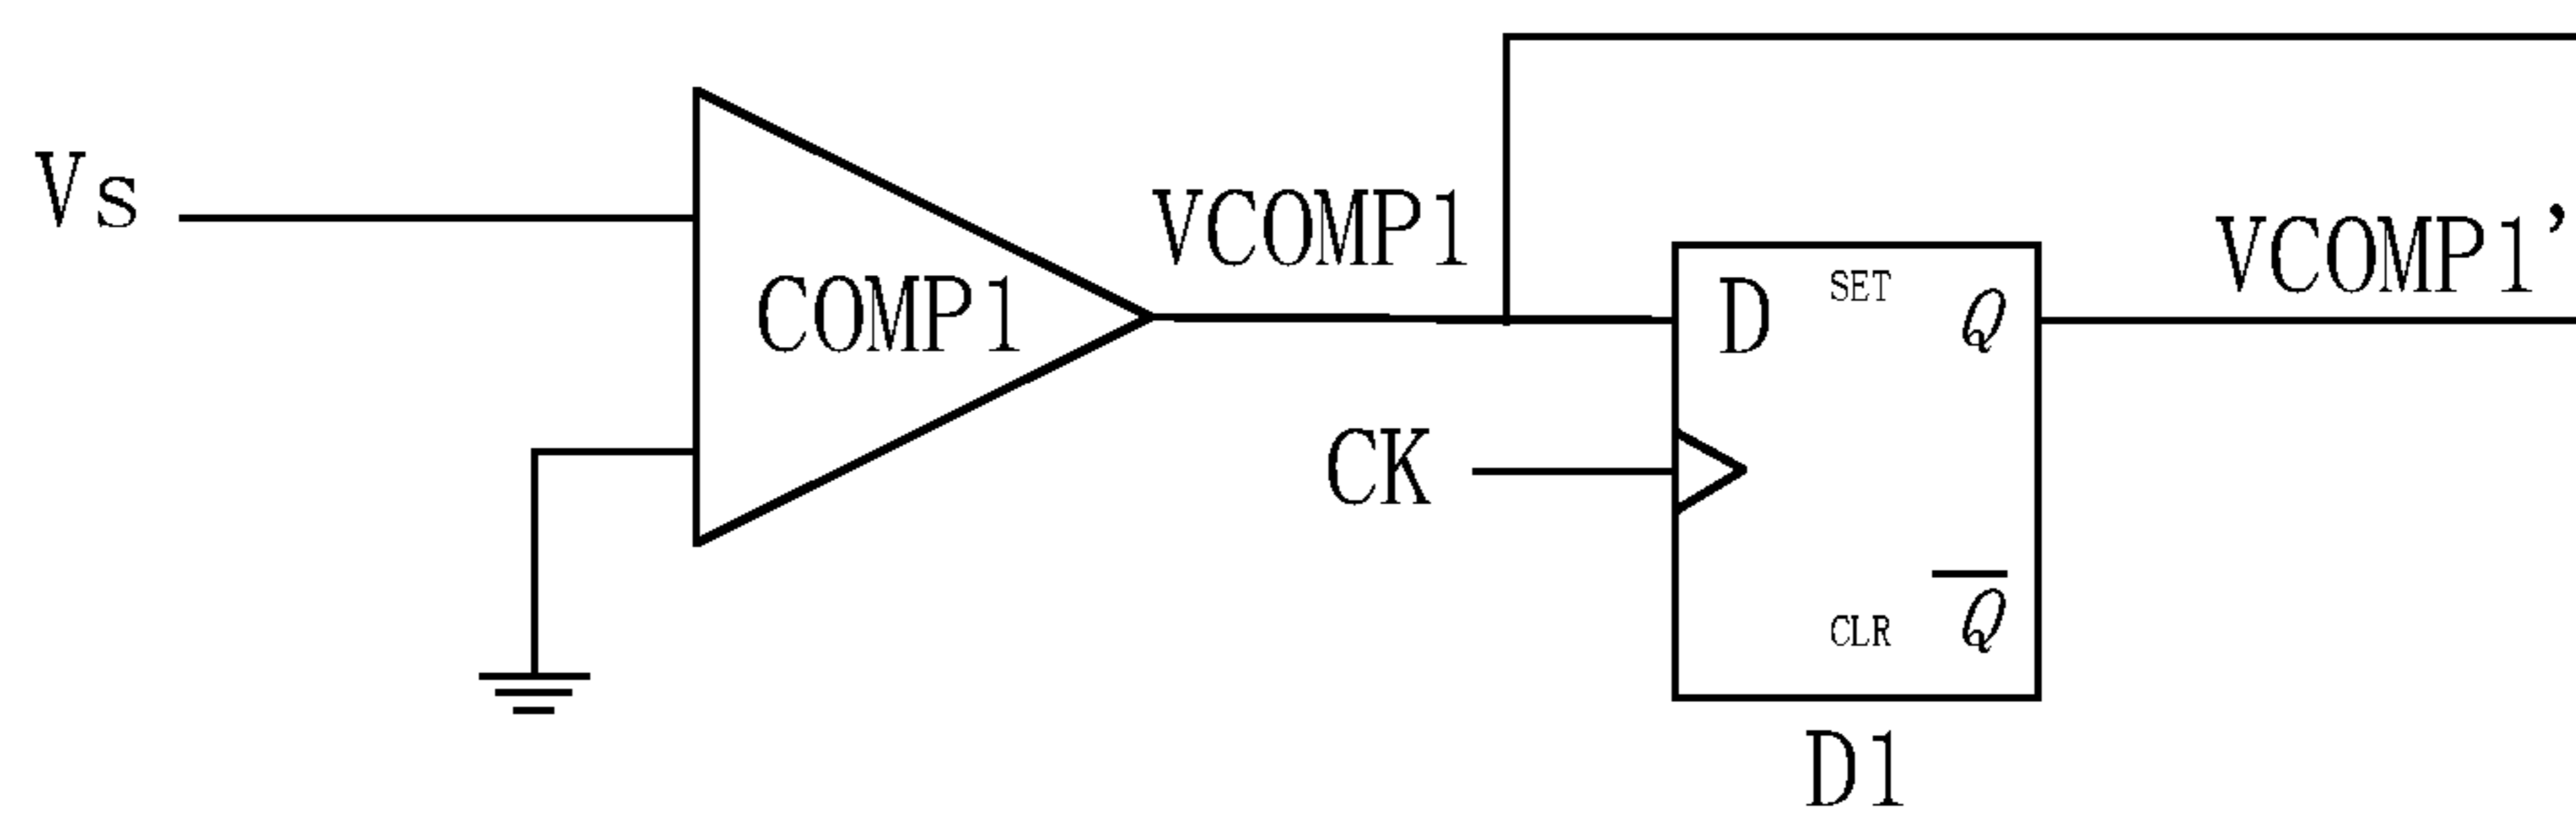 Vs
COMP1
VCOMP1
CK
D
SET
Q
CLR
Q
D1
VCOMP1’